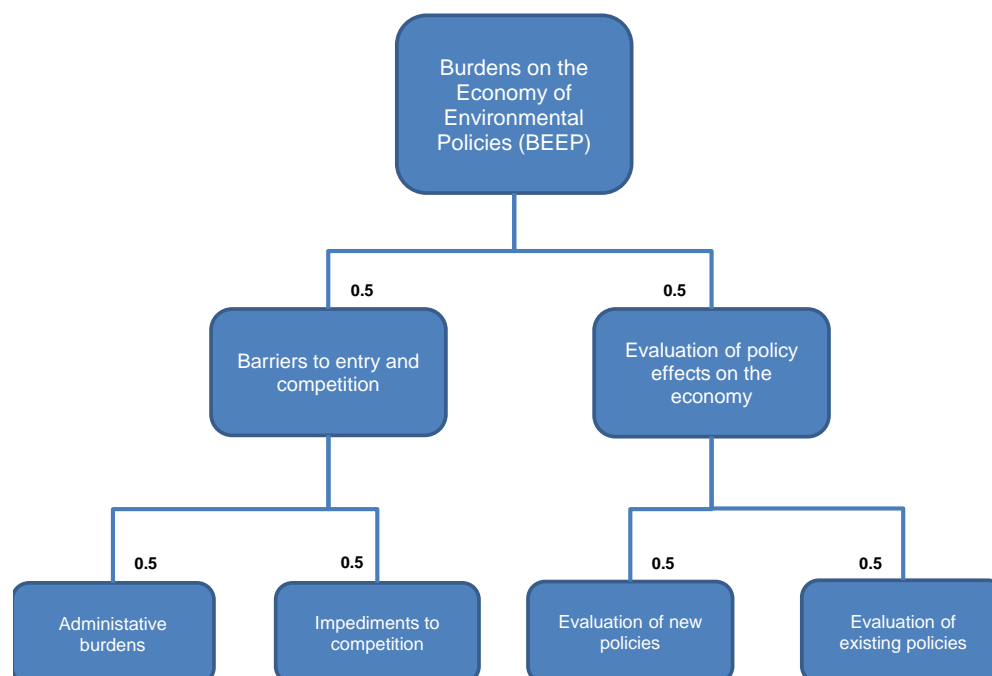 Burdens on the
Economy of
Environmental
Policies (BEEP)
0.5
0.5
Barriers to entry and
competition
Evaluation of policy
effects on the
economy
0.5
0.5
0.5
0.5
Administative
burdens
Impediments to
competition
Evaluation of new
policies
Evaluation of
existing policies